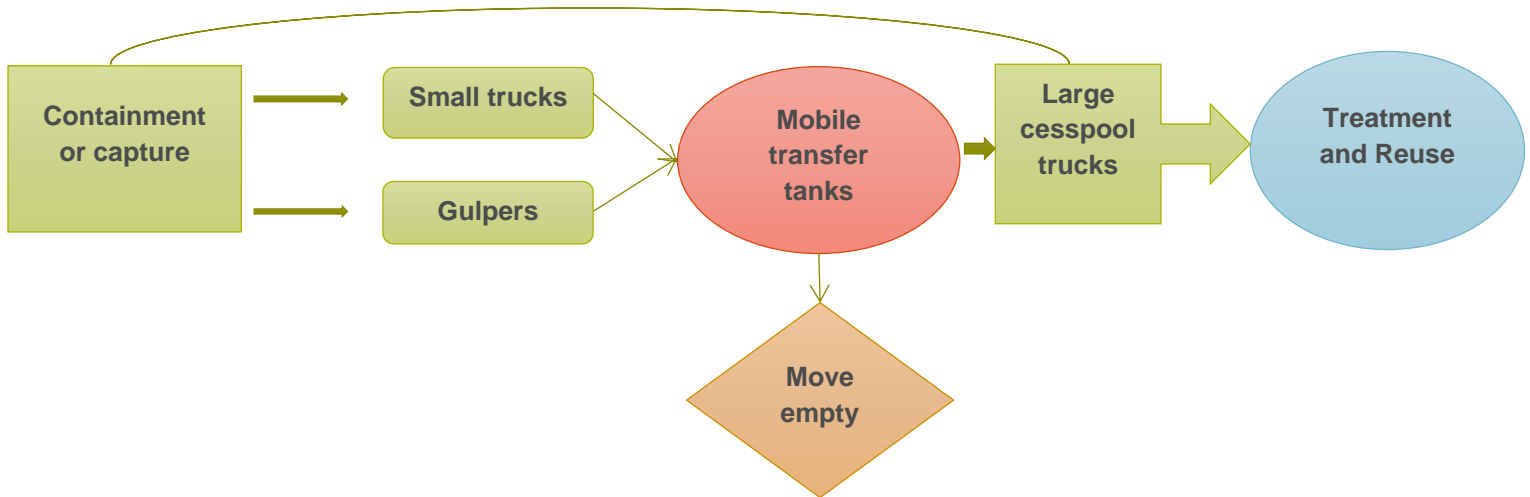 Containment
or capture
Small trucks
Gulpers
Mobile
transfer
tanks
Large
cesspool
trucks
Treatment
and Reuse
Move
empty